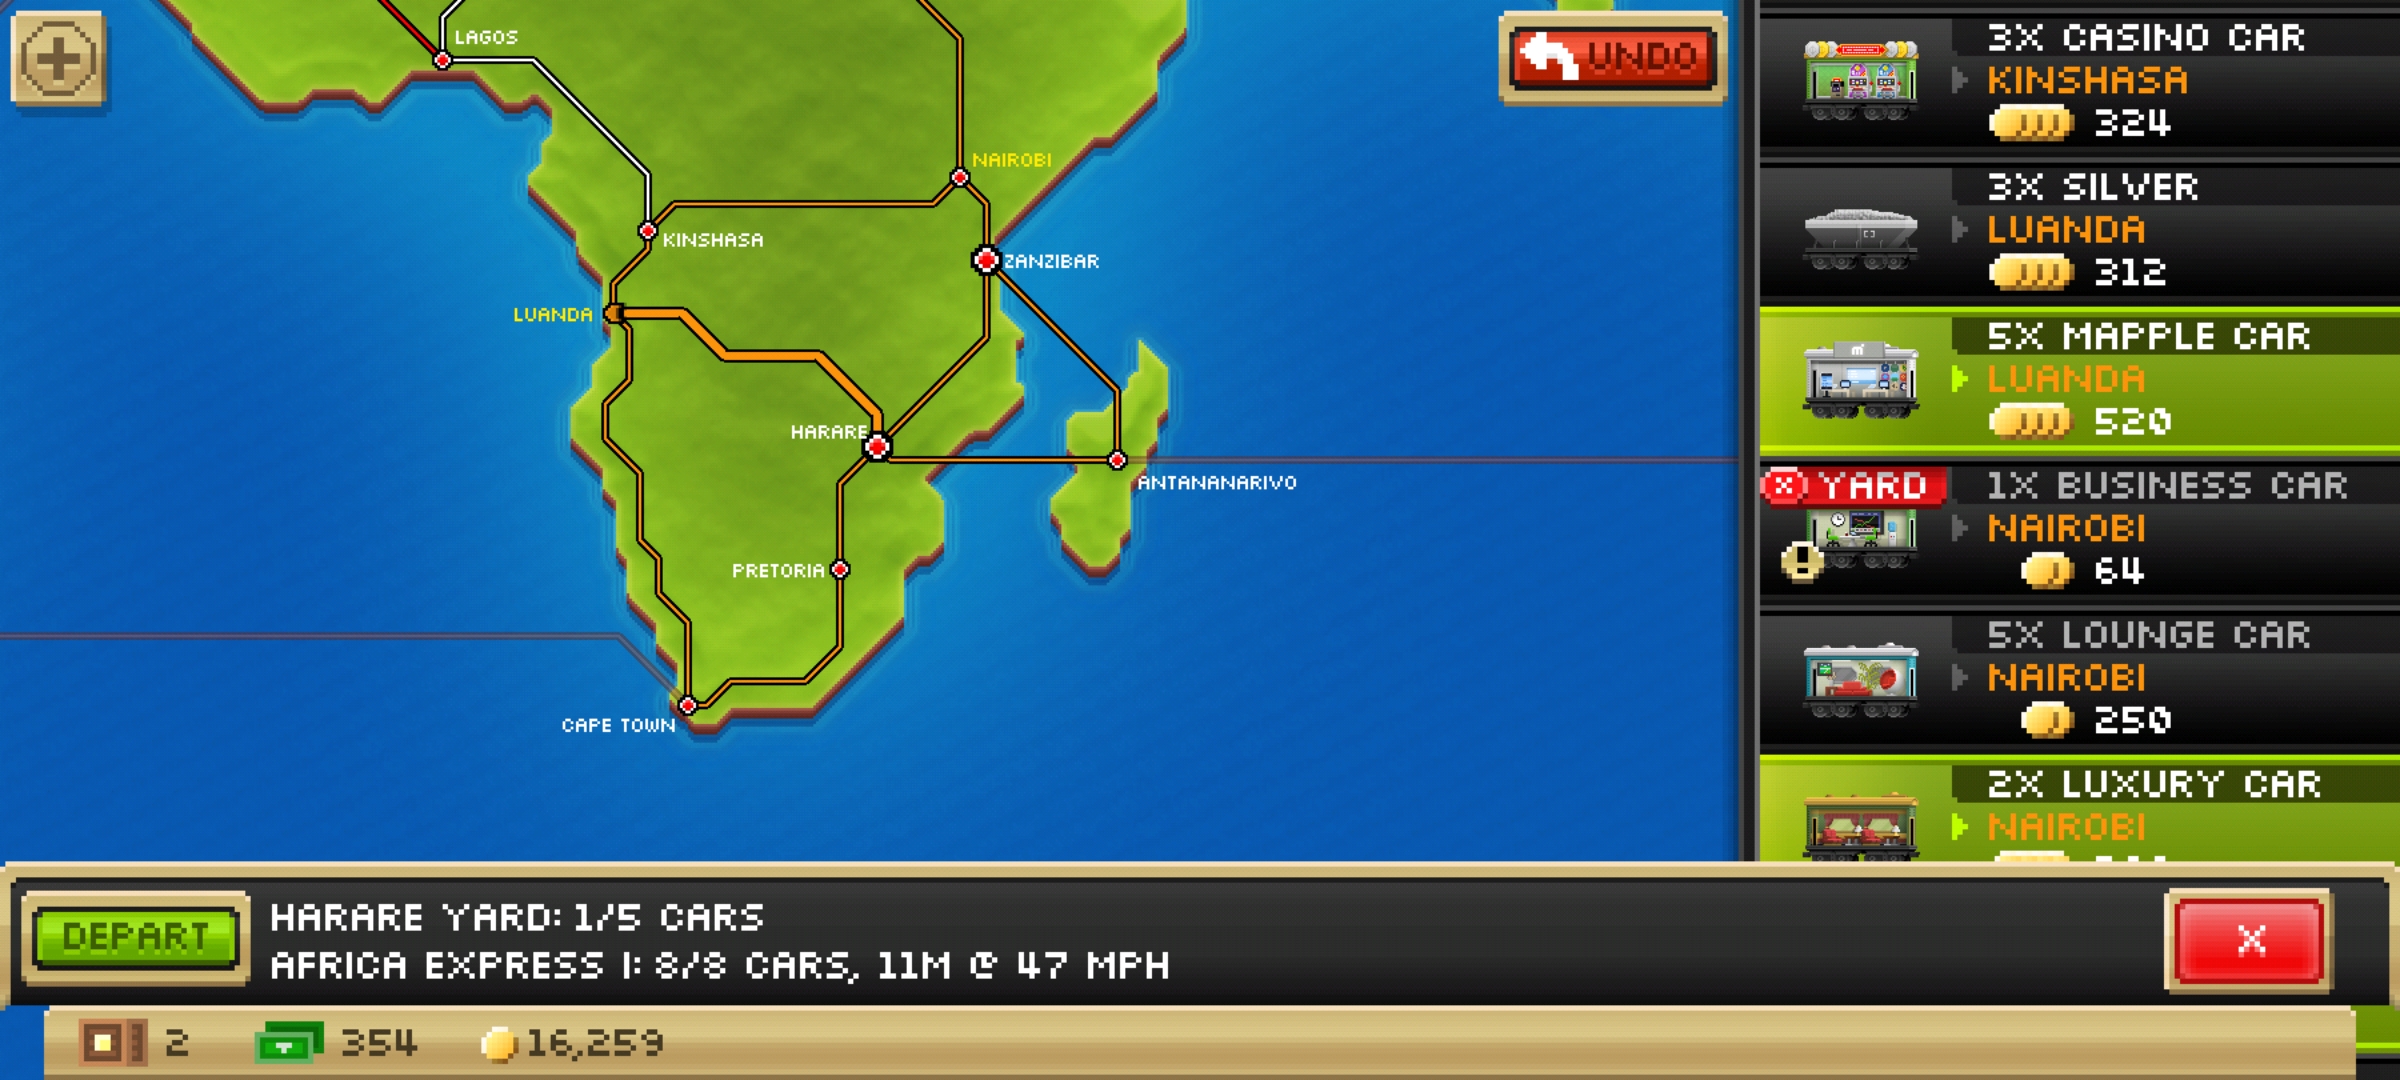 LAGOS
NAIROBI
KINSHASA
ZANZIBAR
LUANDA
HARARE
ANTANANARIVO
PRETORIA
CAPE TOWN
UNDO
3X CASINO CAR
KINSHASA
324
3X SILVER
LUANDA
312
5X MAPPLE CAR
LUANDA
520
X YARD
1X BUSINESS CAR
NAIROBI
!
64
5X LOUNGE CAR
NAIROBI
250
2X LUXURY CAR
NAIROBI
DEPART
HARARE YARD: 1/5 CARS
AFRICA EXPRESS I: 8/8 CARS, 11M @ 47 MPH
X
2
354
16,259